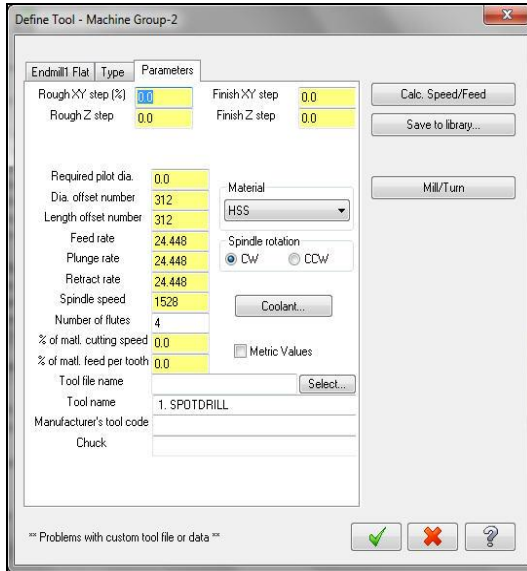 Define Tool - Machine Group-2
x
Endmill1 Flat Type Parameters
Rough XY step (%) 0.0 Finish XY step 0.0 Calc. Speed/Feed
Rough Z step 0.0 Finish Z step 0.0 Save to library...
Required pilot dia. 0.0 Material Mill/Turn
Dia. offset number 312 HSS
Length offset number 312
Feed rate 24.448 Spindle rotation
Plunge rate 24.448 CW CCW
Retract rate 24.448
Spindle speed 1528 Coolant...
Number of flutes 4
% of matl. cutting speed 0.0 Metric Values
% of matl. feed per tooth 0.0
Tool file name Select...
Tool name 1. SPOTDRILL
Manufacturer's tool code
Chuck
** Problems with custom tool file or data ** ?